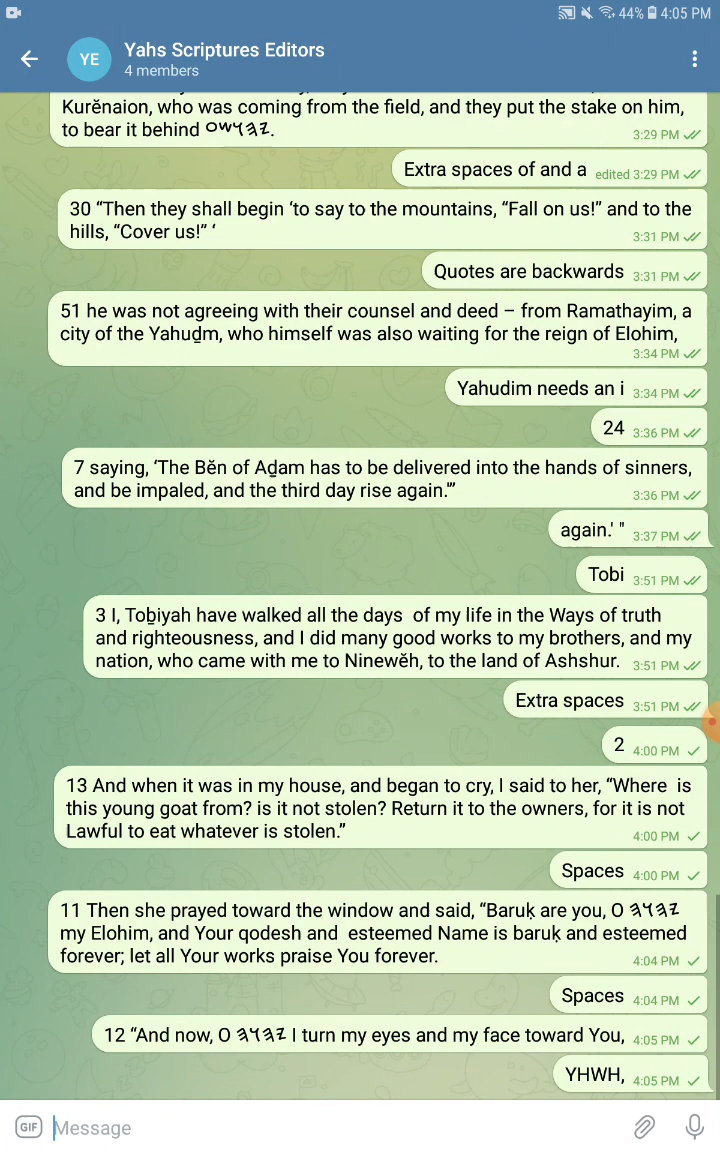 4:05 PM
44%
YE
Yahs Scriptures Editors
4 members
Kurĕnaion, who was coming from the field, and they put the stake on him,
to bear it behind 𐤉𐤄𐤅𐤔𐤏.
3:29 PM
Extra spaces of and a edited 3:29 PM
30 “Then they shall begin ‘to say to the mountains, “Fall on us!” and to the
hills, “Cover us!” ‘
3:31 PM
Quotes are backwards 3:31 PM
51 he was not agreeing with their counsel and deed – from Ramathayim, a
city of the Yahuḏm, who himself was also waiting for the reign of Elohim,
3:34 PM
Yahudim needs an i 3:34 PM
24 3:36 PM
7 saying, ‘The Bĕn of Aḏam has to be delivered into the hands of sinners,
and be impaled, and the third day rise again.’”
3:36 PM
again.' " 3:37 PM
Tobi 3:51 PM
3 I, Toḇiyah have walked all the days  of my life in the Ways of truth
and righteousness, and I did many good works to my brothers, and my
nation, who came with me to Ninewĕh, to the land of Ashshur. 3:51 PM
Extra spaces 3:51 PM
2 4:00 PM
13 And when it was in my house, and began to cry, I said to her, “Where  is
this young goat from? is it not stolen? Return it to the owners, for it is not
Lawful to eat whatever is stolen.”
4:00 PM
Spaces 4:00 PM
11 Then she prayed toward the window and said, “Baruḵ are you, O 𐤉𐤄𐤅𐤄
my Elohim, and Your qodesh and  esteemed Name is baruḵ and esteemed
forever; let all Your works praise You forever.
4:04 PM
Spaces 4:04 PM
12 “And now, O 𐤉𐤄𐤅𐤄 I turn my eyes and my face toward You, 4:05 PM
YHWH, 4:05 PM
GIF Message